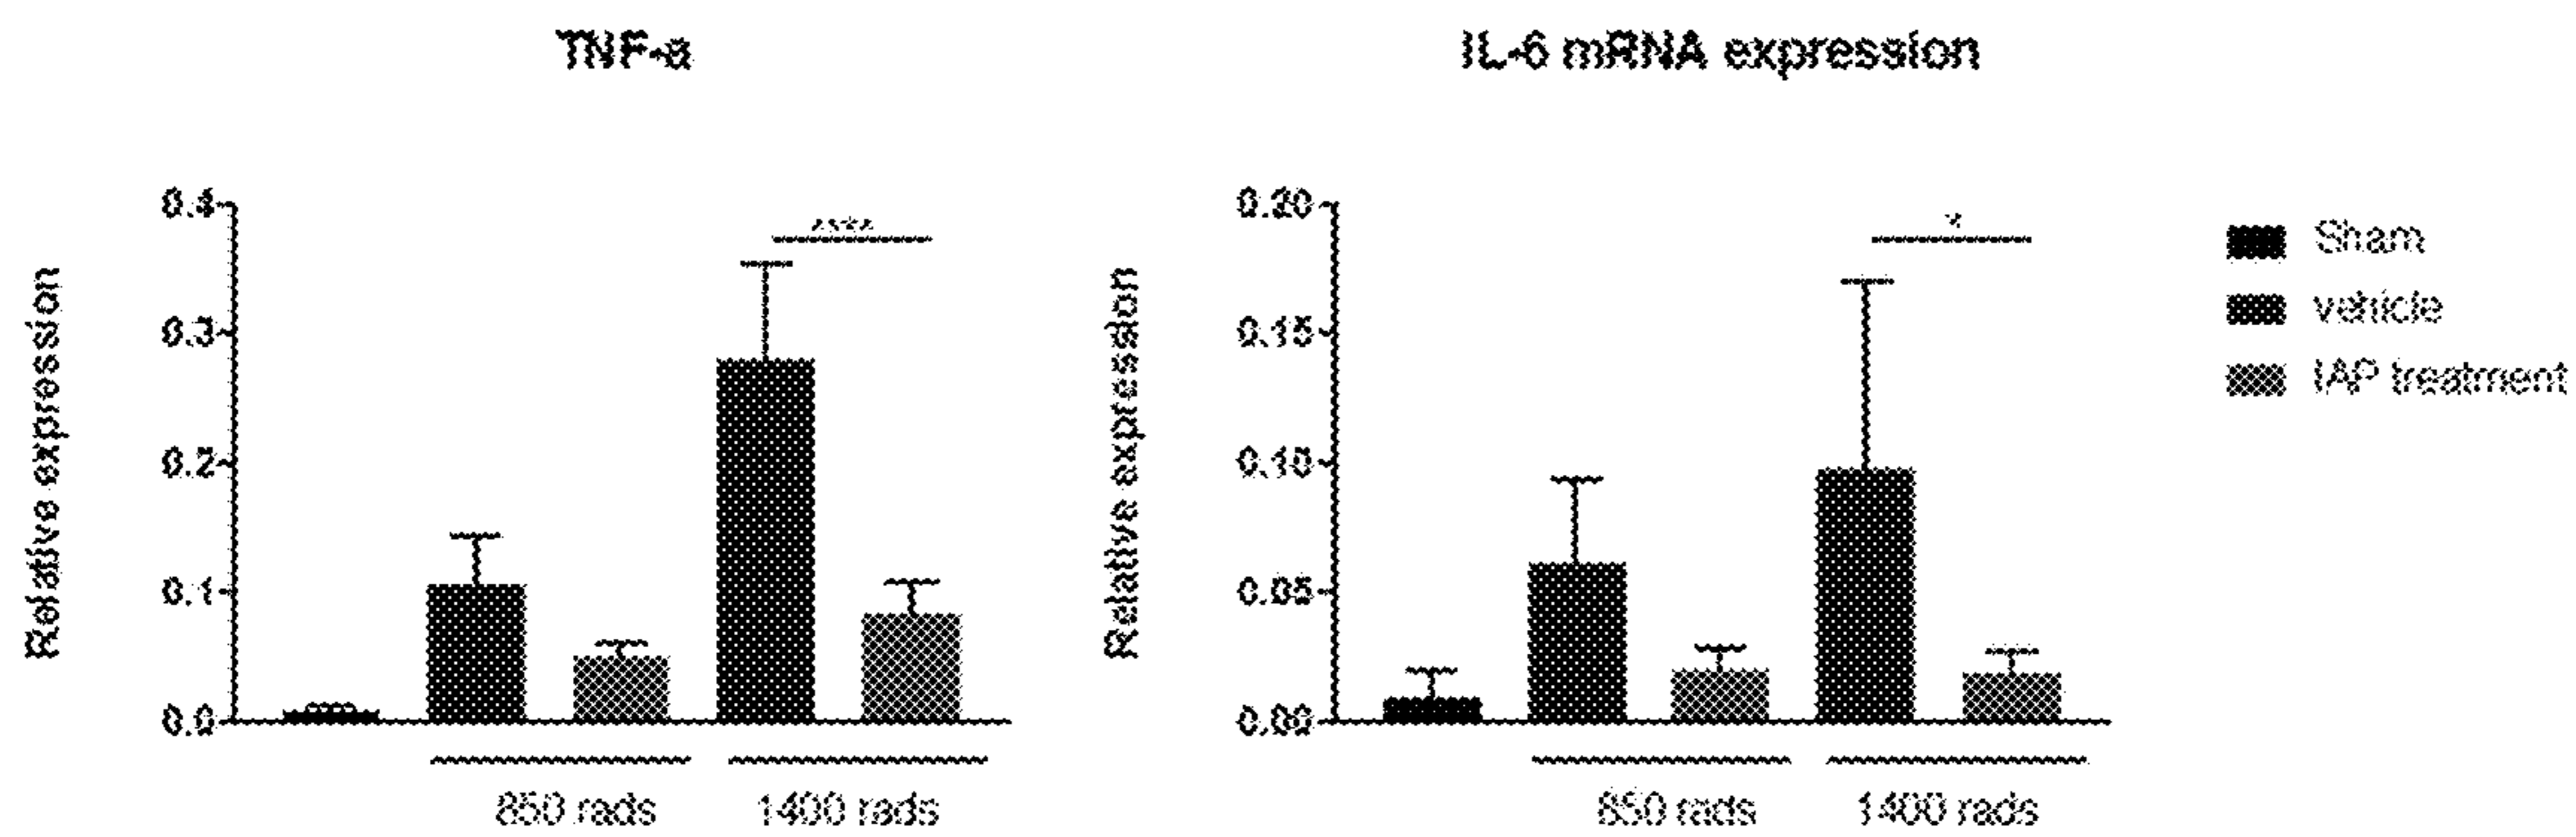 TNF-a
Relative expression
0.4
0.3
0.2
0.1
0.0
850 rads
1400 rads
IL-6 mRNA expression
Relative expression
0.20
*
0.15
0.10
0.05
0.00
850 rads
1400 rads
Sham
vehicle
IAP treatment